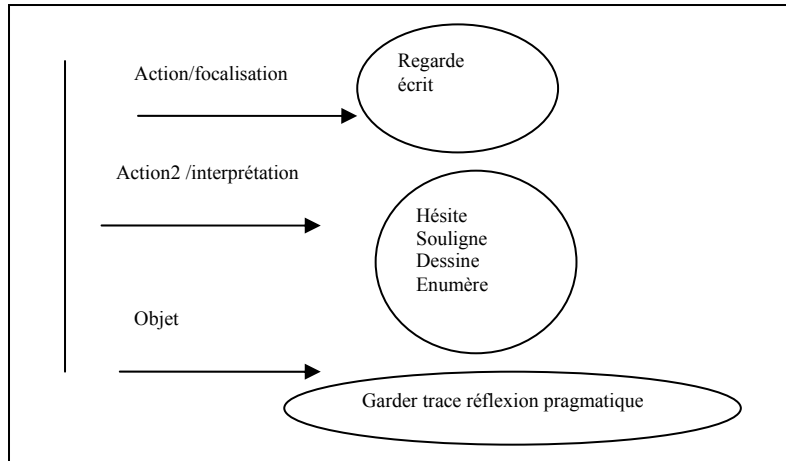 Action/focalisation
Regarde
écrit
Action2 /interprétation
Hésite
Souligne
Dessine
Enumère
Objet
Garder trace réflexion pragmatique